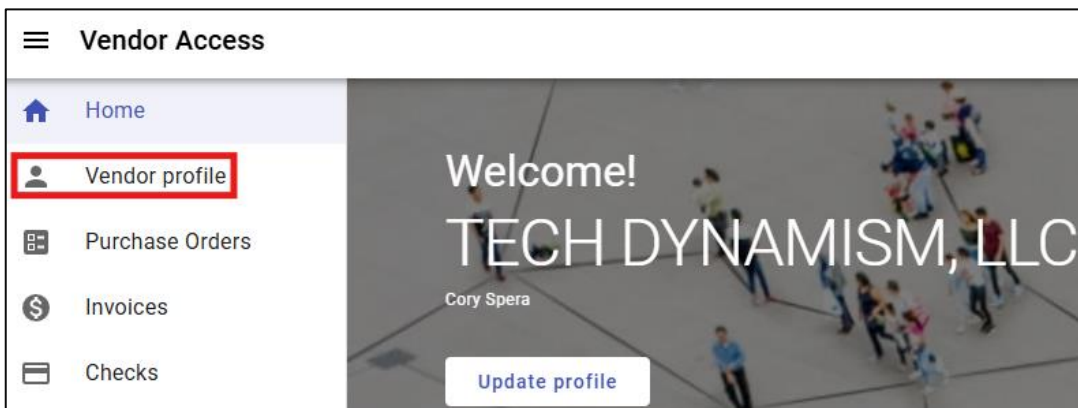 Vendor Access
Home
Vendor profile
Purchase Orders
Invoices
Checks
Welcome!
TECH DYNAMISM, LLC
Cory Spera
Update profile